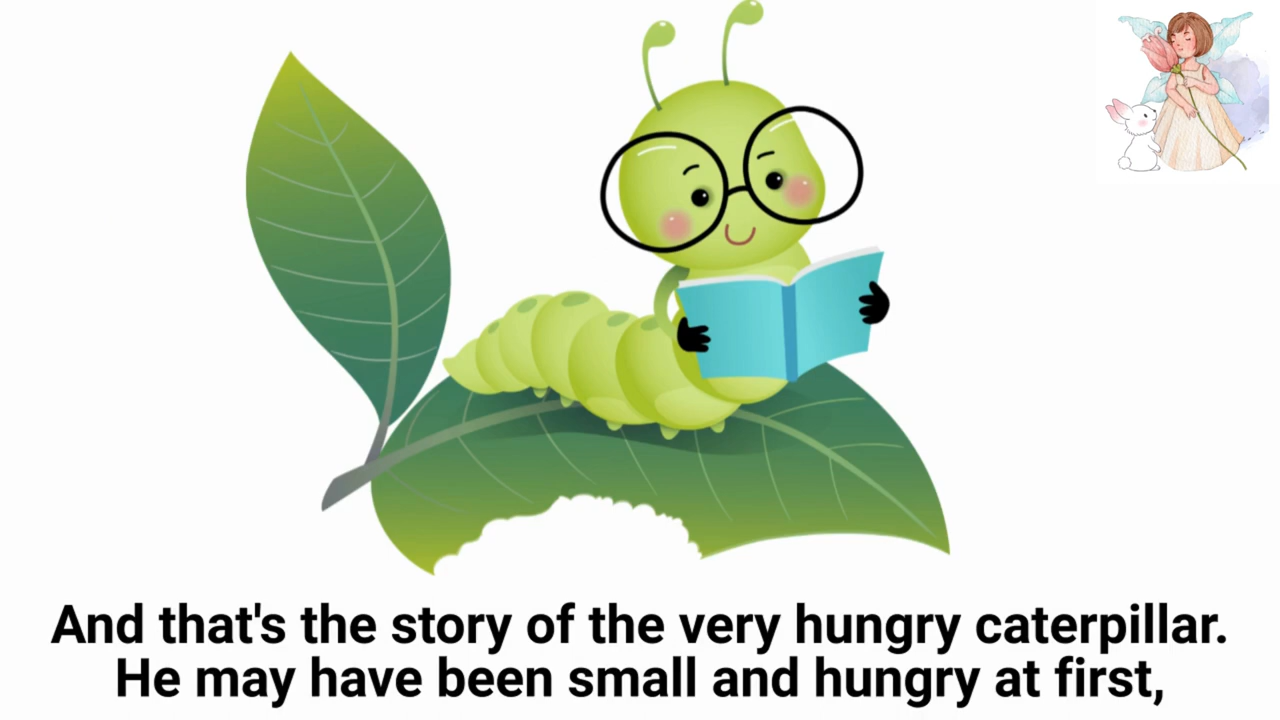 And that's the story of the very hungry caterpillar.
He may have been small and hungry at first,